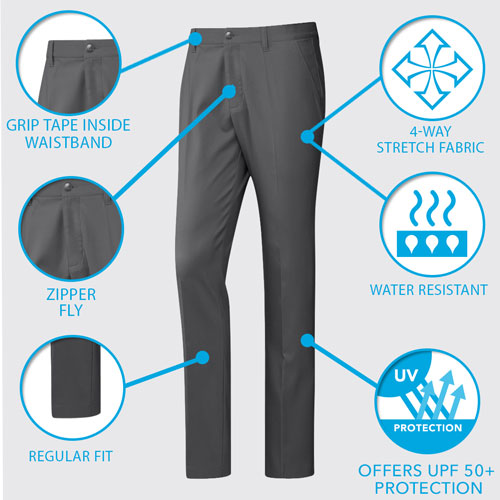 GRIP TAPE INSIDE
WAISTBAND
4-WAY
STRETCH FABRIC
ZIPPER
FLY
WATER RESISTANT
REGULAR FIT
UV
PROTECTION
OFFERS UPF 50+
PROTECTION